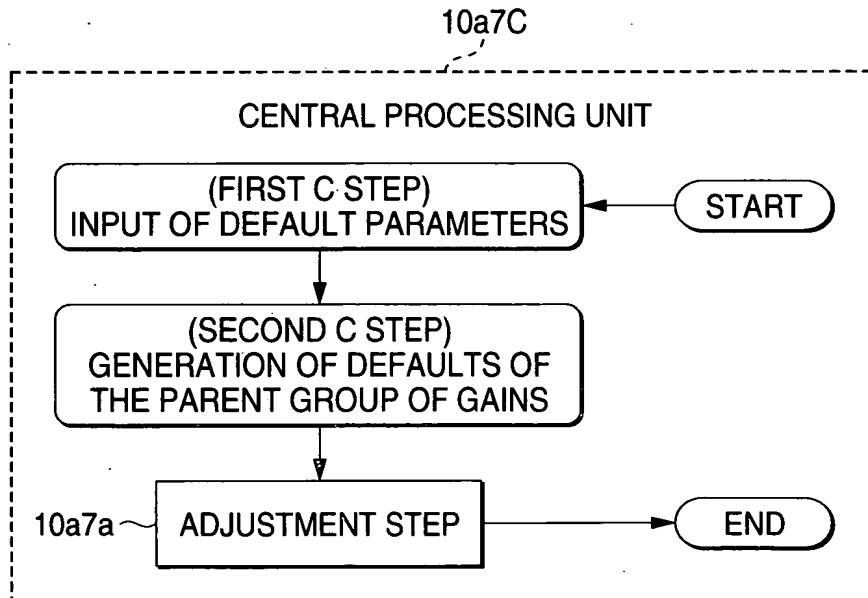 10a7C
CENTRAL PROCESSING UNIT
(FIRST C STEP)
INPUT OF DEFAULT PARAMETERS
START
(SECOND C STEP)
GENERATION OF DEFAULTS OF
THE PARENT GROUP OF GAINS
10a7a
ADJUSTMENT STEP
END